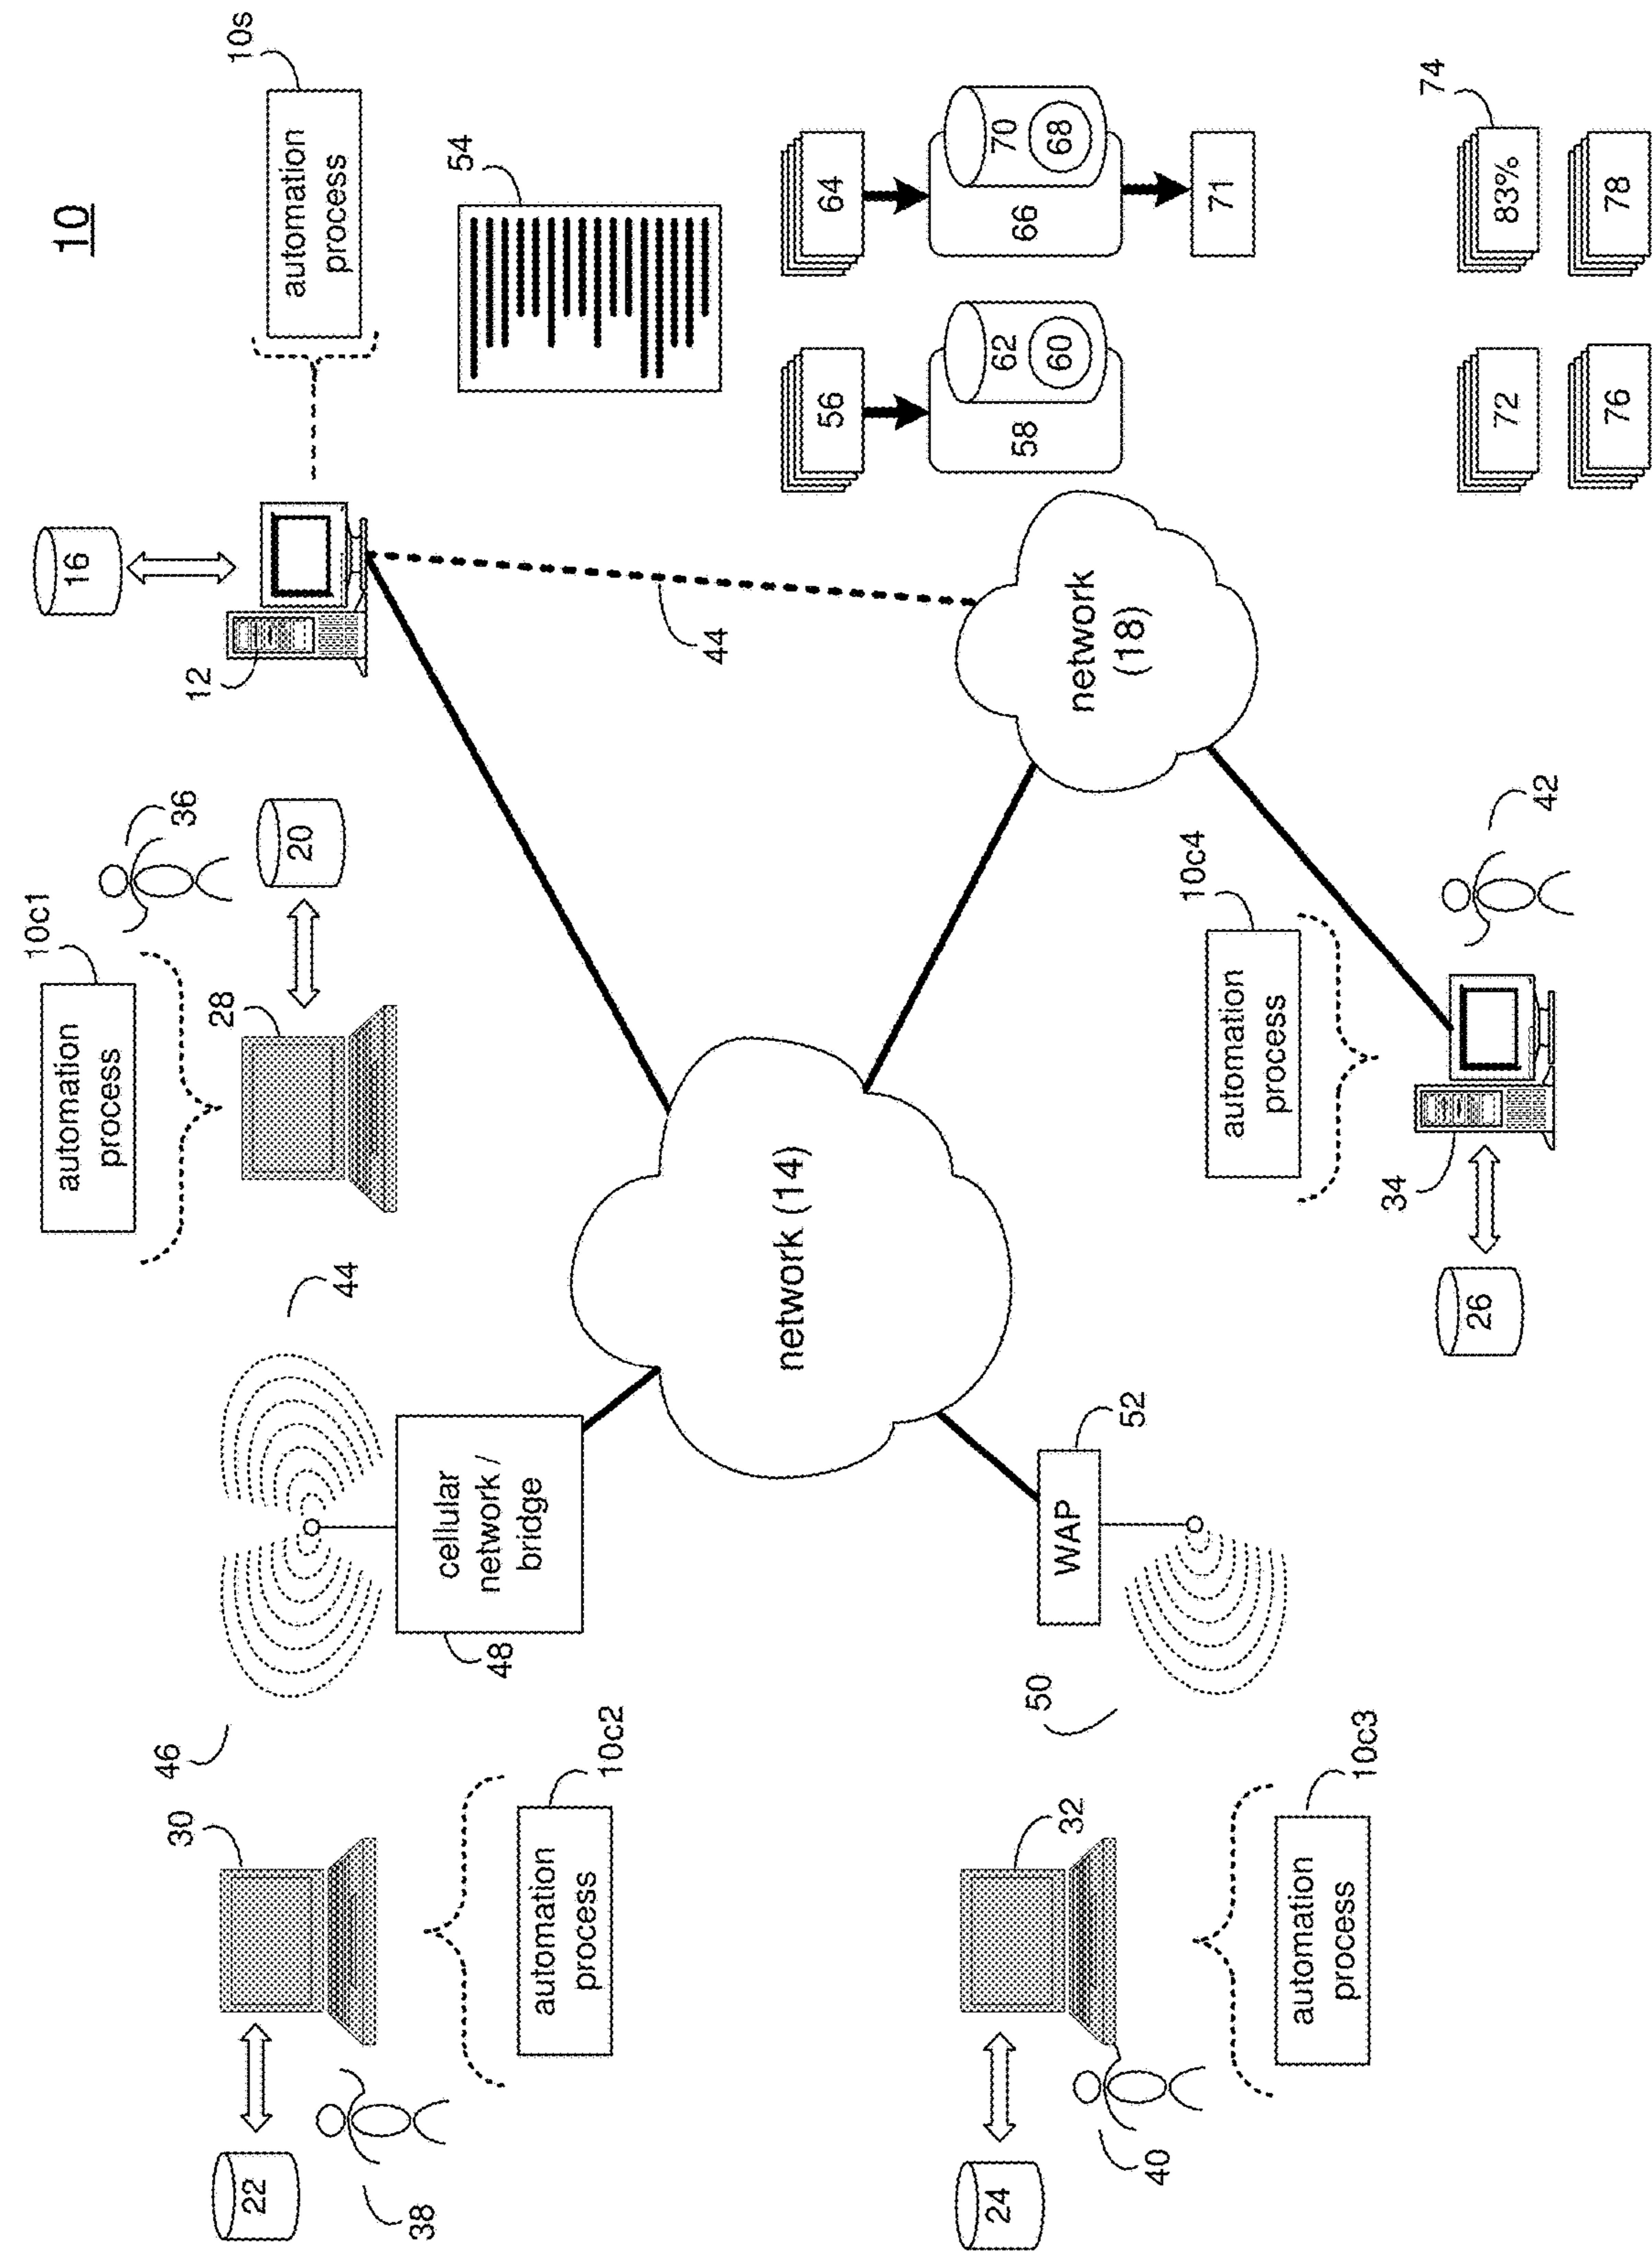 10
10c1
16
automation
process
46
30
36
12
28
10s
22
20
automation
process
44
38
cellular
network /
bridge
54
48
automation
process
10c2
44
network (14)
56
64
24
62
60
58
70
68
66
50
WAP
32
network
(18)
52
40
10c4
71
automation
process
automation
process
10c3
34
26
74
72
83%
42
76
78